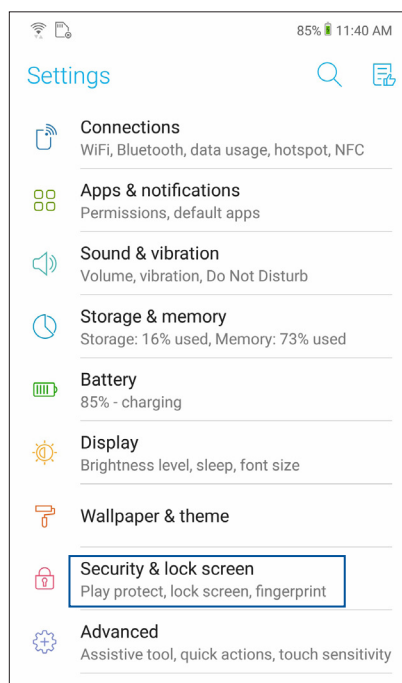 85% 11:40 AM
Settings
Connections
WiFi, Bluetooth, data usage, hotspot, NFC
Apps & notifications
Permissions, default apps
Sound & vibration
Volume, vibration, Do Not Disturb
Storage & memory
Storage: 16% used, Memory: 73% used
Battery
85% - charging
Display
Brightness level, sleep, font size
Wallpaper & theme
Security & lock screen
Play protect, lock screen, fingerprint
Advanced
Assistive tool, quick actions, touch sensitivity